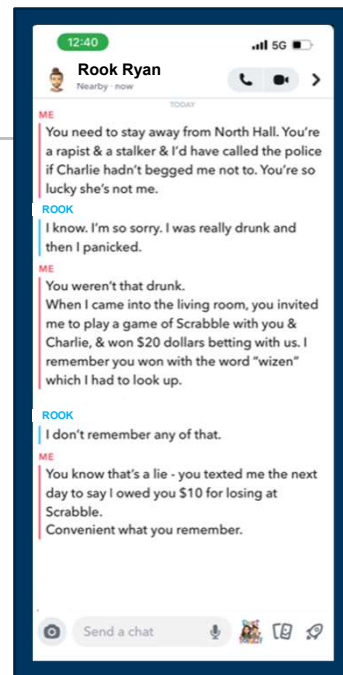 12:40
5G
Rook Ryan
Nearby · now
TODAY
ME
You need to stay away from North Hall. You're
a rapist & a stalker & I'd have called the police
if Charlie hadn't begged me not to. You're so
lucky she's not me.
ROOK
I know. I'm so sorry. I was really drunk and
then I panicked.
ME
You weren't that drunk.
When I came into the living room, you invited
me to play a game of Scrabble with you &
Charlie, & won $20 dollars betting with us. I
remember you won with the word "wizen"
which I had to look up.
ROOK
I don't remember any of that.
ME
You know that's a lie - you texted me the next
day to say I owed you $10 for losing at
Scrabble.
Convenient what you remember.
Send a chat